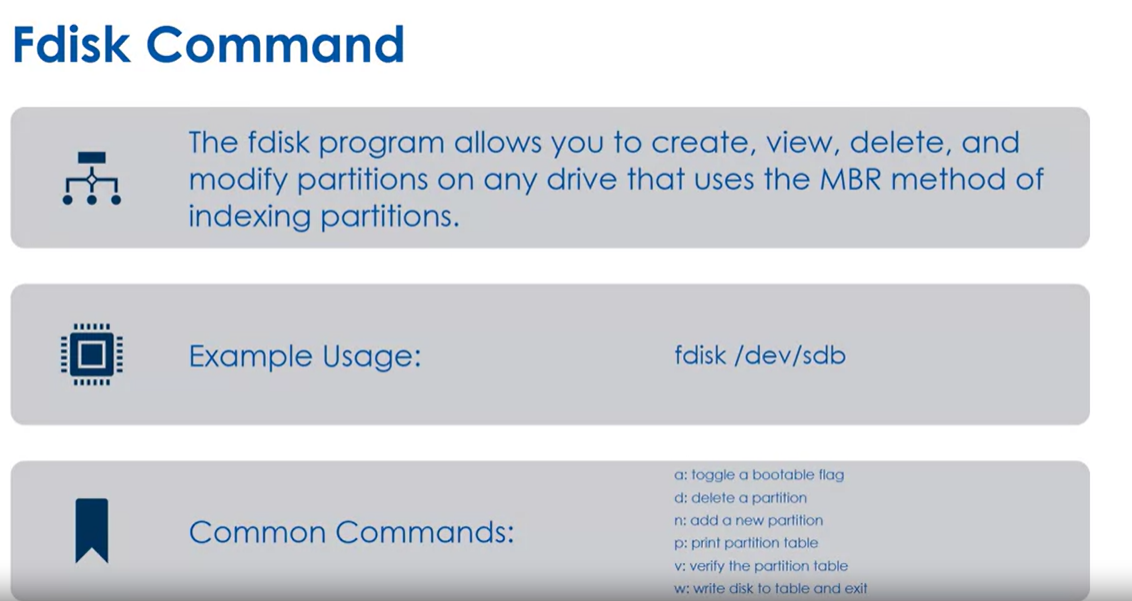 Fdisk Command
The fdisk program allows you to create, view, delete, and
modify partitions on any drive that uses the MBR method of
indexing partitions.
Example Usage:
fdisk /dev/sdb
Common Commands:
a: toggle a bootable flag
d: delete a partition
n: add a new partition
p: print partition table
v: verify the partition table
w: write disk to table and exit